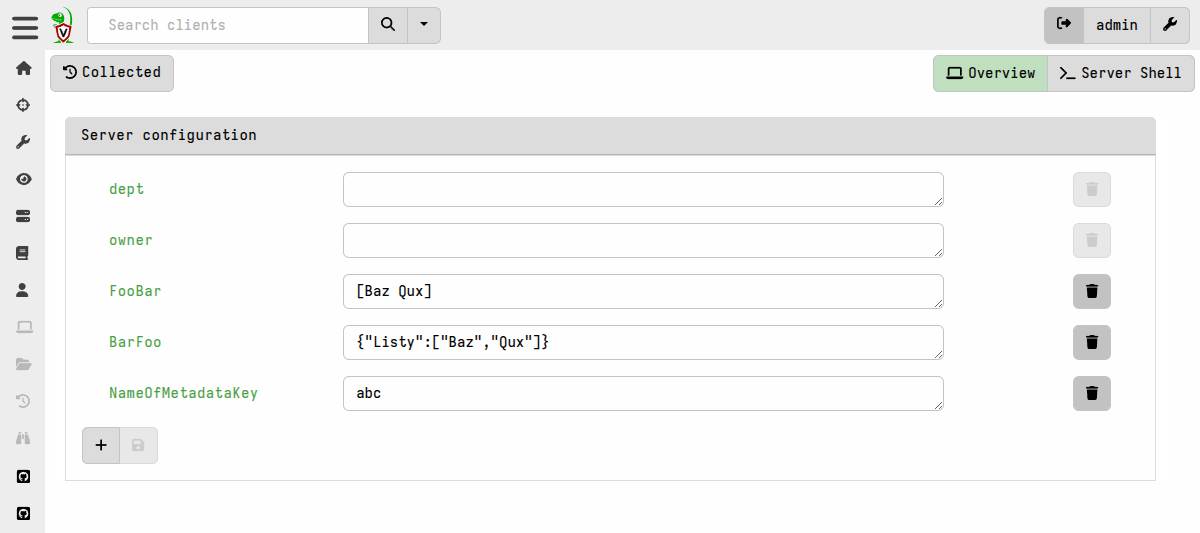 V
Search clients
admin
Collected
Overview
Server Shell
Server configuration
dept
owner
FooBar
[Baz Qux]
BarFoo
{"Listy":["Baz","Qux"]}
NameOfMetadataKey
abc